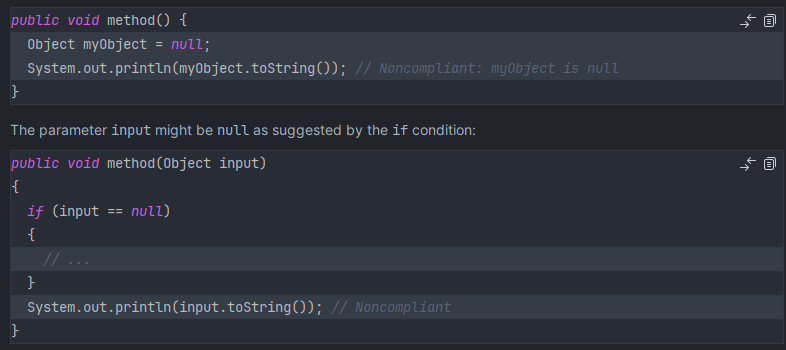 public void method() {
  Object myObject = null;
  System.out.println(myObject.toString()); // Noncompliant: myObject is null
}
The parameter input might be null as suggested by the if condition:
public void method(Object input)
{
  if (input == null)
  {
    // ...
  }
  System.out.println(input.toString()); // Noncompliant
}